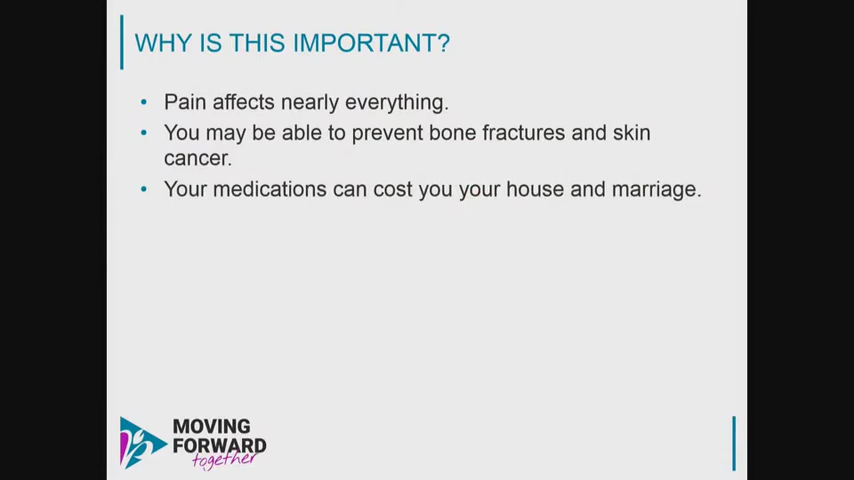 WHY IS THIS IMPORTANT?
• Pain affects nearly everything.
• You may be able to prevent bone fractures and skin
cancer.
• Your medications can cost you your house and marriage.
MOVING
FORWARD
together